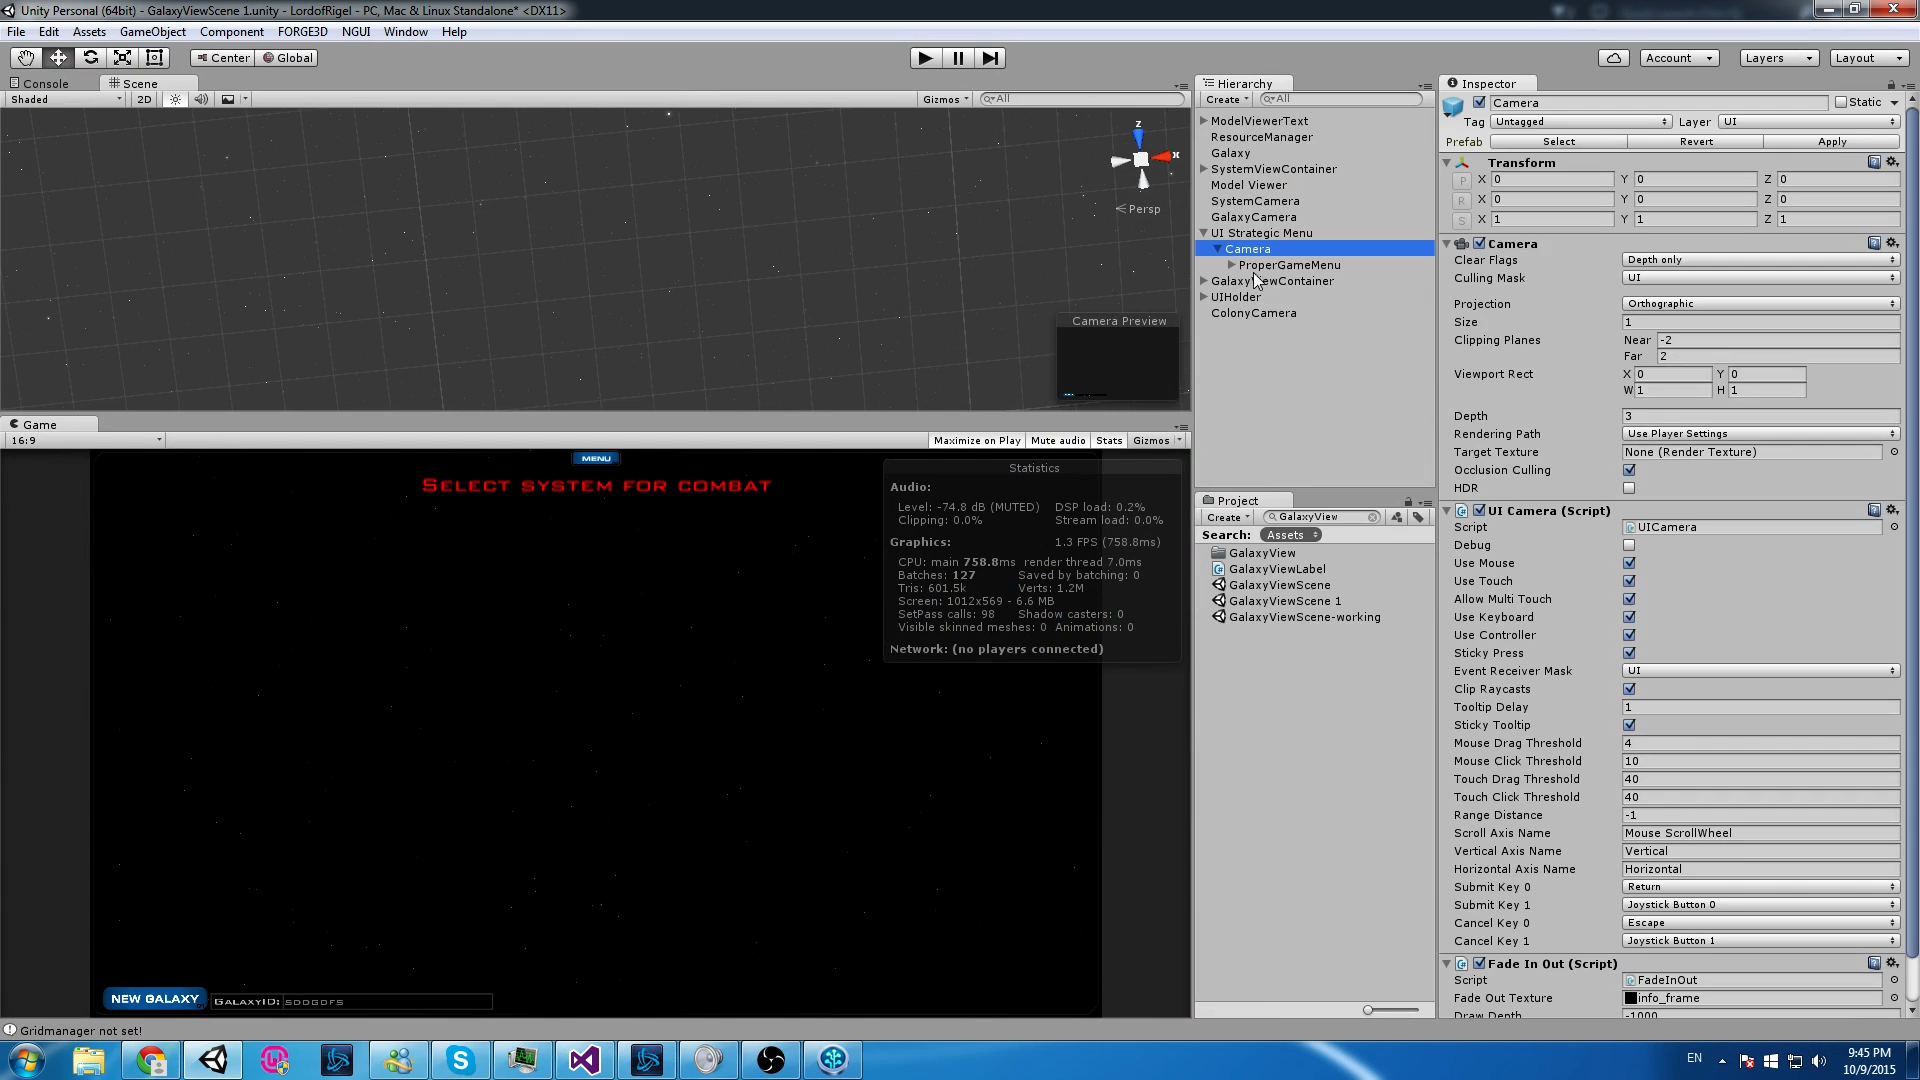 Unity Personal (64bit) - GalaxyViewScene 1.unity - LordofRigel - PC, Mac & Linux Standalone* <DX11>
File Edit Assets GameObject Component FORGE3D NGUI Window Help
Center Global Account Layers Layout
Console Scene
Shaded 2D Gizmos All
z
x
Persp
Camera Preview
Game
16:9 Maximize on Play Mute audio Stats Gizmos
MENU
Select system for combat
Statistics
Audio:
Level: -74.8 dB (MUTED) DSP load: 0.2%
Clipping: 0.0% Stream load: 0.0%
Graphics: 1.3 FPS (758.8ms)
CPU: main 758.8ms render thread 7.0ms
Batches: 127 Saved by batching: 0
Tris: 601.5k Verts: 1.2M
Screen: 1012x569 - 6.6 MB
SetPass calls: 98 Shadow casters: 0
Visible skinned meshes: 0 Animations: 0
Network: (no players connected)
NEW GALAXY GalaxyID: SDDGDFS
Hierarchy
Create All
ModelViewerText
ResourceManager
Galaxy
SystemViewContainer
Model Viewer
SystemCamera
GalaxyCamera
UI Strategic Menu
Camera
ProperGameMenu
GalaxyViewContainer
UIHolder
ColonyCamera
Project
Create GalaxyView
Search: Assets
GalaxyView
GalaxyViewLabel
GalaxyViewScene
GalaxyViewScene 1
GalaxyViewScene-working
Inspector
Camera Static
Tag Untagged Layer UI
Prefab Select Revert Apply
Transform
P X 0 Y 0 Z 0
R X 0 Y 0 Z 0
S X 1 Y 1 Z 1
Camera
Clear Flags Depth only
Culling Mask UI
Projection Orthographic
Size 1
Clipping Planes Near -2
Far 2
Viewport Rect X 0 Y 0
W 1 H 1
Depth 3
Rendering Path Use Player Settings
Target Texture None (Render Texture)
Occlusion Culling
HDR
UI Camera (Script)
Script UICamera
Debug
Use Mouse
Use Touch
Allow Multi Touch
Use Keyboard
Use Controller
Sticky Press
Event Receiver Mask UI
Clip Raycasts
Tooltip Delay 1
Sticky Tooltip
Mouse Drag Threshold 4
Mouse Click Threshold 10
Touch Drag Threshold 40
Touch Click Threshold 40
Range Distance -1
Scroll Axis Name Mouse ScrollWheel
Vertical Axis Name Vertical
Horizontal Axis Name Horizontal
Submit Key 0 Return
Submit Key 1 Joystick Button 0
Cancel Key 0 Escape
Cancel Key 1 Joystick Button 1
Fade In Out (Script)
Script FadeInOut
Fade Out Texture info_frame
Draw Depth -1000
Gridmanager not set!
EN 9:45 PM
10/9/2015